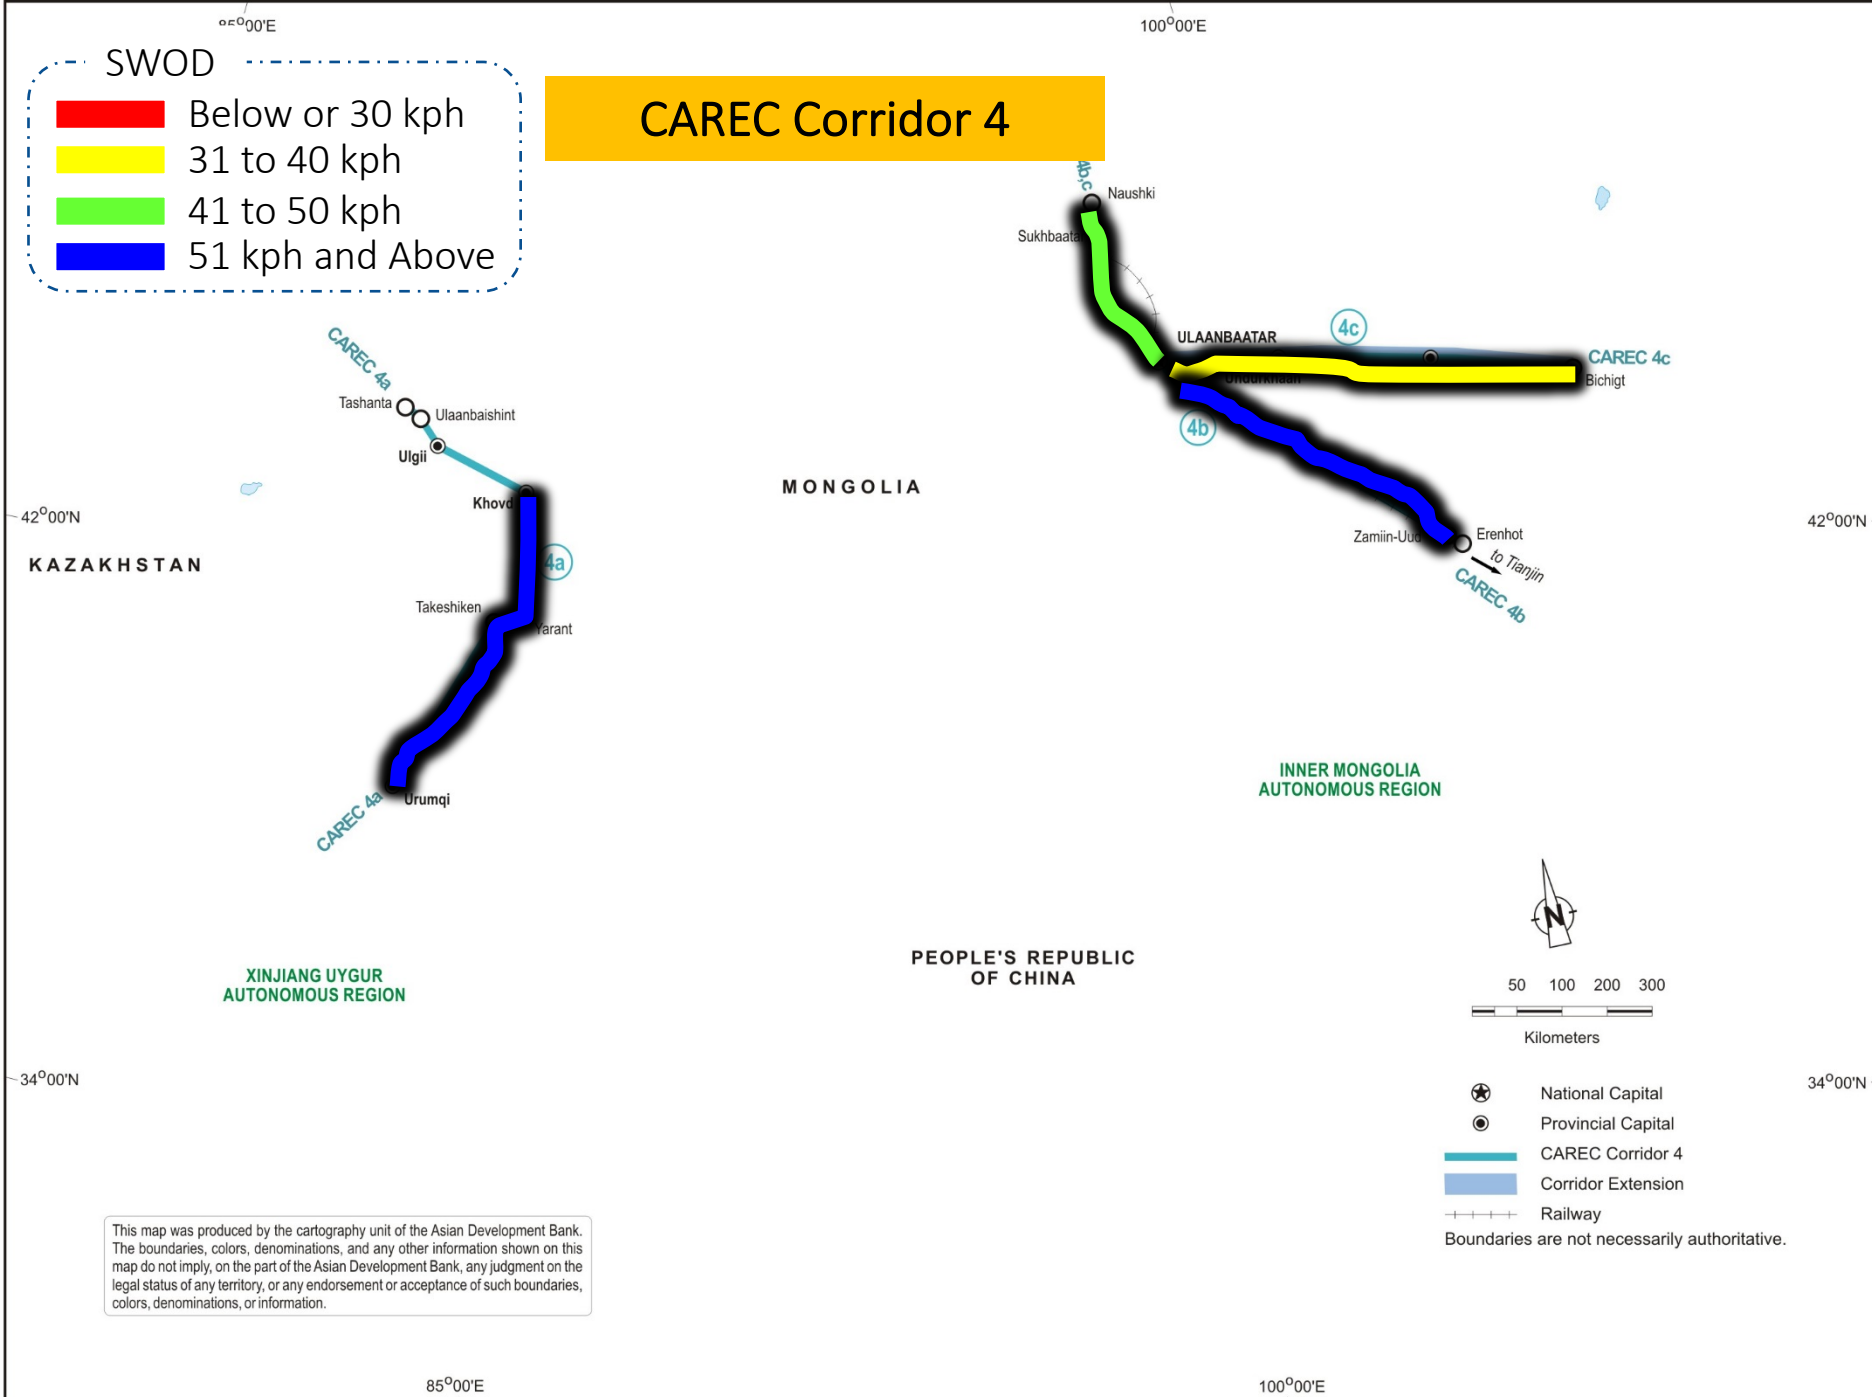 85°00'E
100°00'E
SWOD
Below or 30 kph
31 to 40 kph
41 to 50 kph
51 kph and Above
CAREC Corridor 4
4b,c
Naushki
Sukhbaatar
ULAANBAATAR
4c
CAREC 4c
Bichigt
Undurkhaan
4b
CAREC 4a
Tashanta
Ulaanbaishint
Ulgii
Khovd
MONGOLIA
42°00'N
42°00'N
KAZAKHSTAN
4a
Zamiin-Uud
Erenhot
to Tianjin
CAREC 4b
Takeshiken
Yarant
Urumqi
CAREC 4a
INNER MONGOLIA
AUTONOMOUS REGION
N
PEOPLE'S REPUBLIC
OF CHINA
XINJIANG UYGUR
AUTONOMOUS REGION
50 100 200 300
Kilometers
34°00'N
34°00'N
National Capital
Provincial Capital
CAREC Corridor 4
Corridor Extension
Railway
Boundaries are not necessarily authoritative.
This map was produced by the cartography unit of the Asian Development Bank.
The boundaries, colors, denominations, and any other information shown on this
map do not imply, on the part of the Asian Development Bank, any judgment on the
legal status of any territory, or any endorsement or acceptance of such boundaries,
colors, denominations, or information.
85°00'E
100°00'E